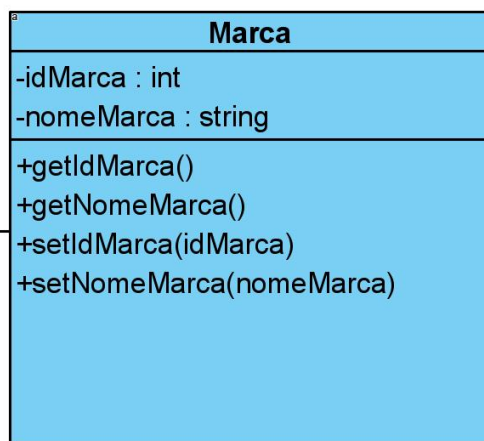 a
Marca
-idMarca : int
-nomeMarca : string
+getIdMarca()
+getNomeMarca()
+setIdMarca(idMarca)
+setNomeMarca(nomeMarca)